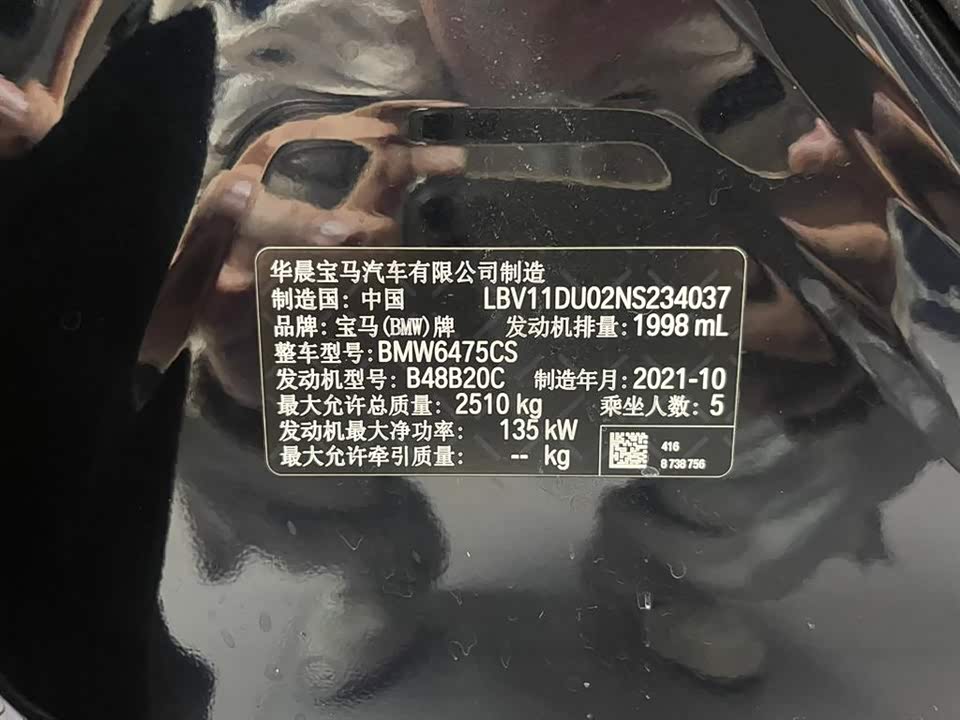 华晨宝马汽车有限公司制造
制造国：中国 LBV11DU02NS234037
品牌：宝马(BMW)牌 发动机排量：1998 mL
整车型号：BMW6475CS
发动机型号：B48B20C 制造年月：2021-10
最大允许总质量：2510 kg 乘坐人数：5
发动机最大净功率：135 kW
最大允许牵引质量：-- kg
416
8 738 756